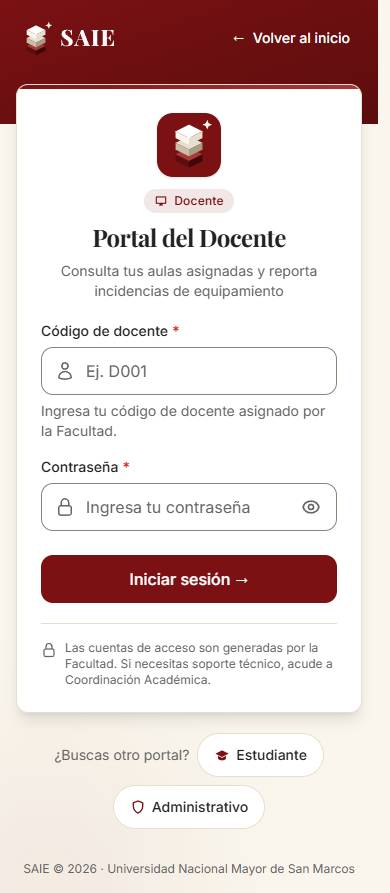 SAIE
← Volver al inicio
Docente
Portal del Docente
Consulta tus aulas asignadas y reporta
incidencias de equipamiento
Código de docente *
Ej. D001
Ingresa tu código de docente asignado por
la Facultad.
Contraseña *
Ingresa tu contraseña
Iniciar sesión →
Las cuentas de acceso son generadas por la
Facultad. Si necesitas soporte técnico, acude a
Coordinación Académica.
¿Buscas otro portal? Estudiante
Administrativo
SAIE © 2026 · Universidad Nacional Mayor de San Marcos